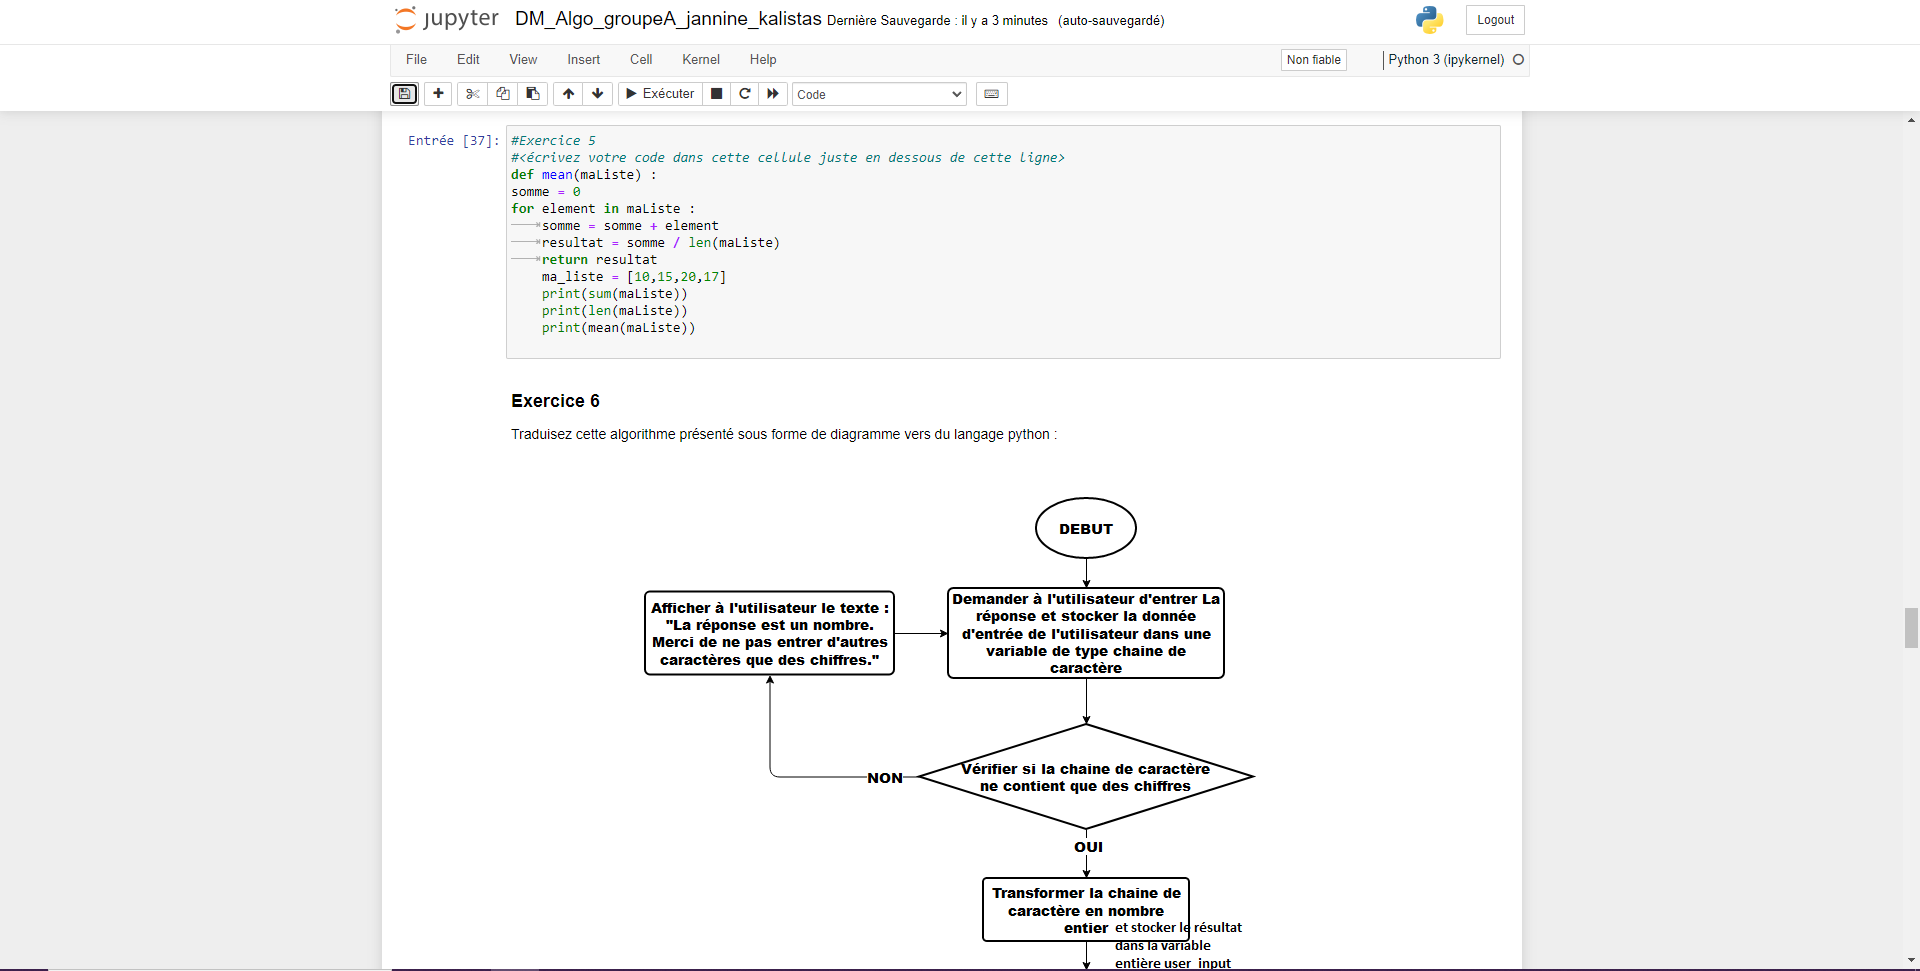 jupyter DM_Algo_groupeA_jannine_kalistas Dernière Sauvegarde : il y a 3 minutes (auto-sauvegardé)
Logout
File Edit View Insert Cell Kernel Help
Non fiable
Python 3 (ipykernel)
Exécuter
Code
Entrée [37]:
#Exercice 5
#<écrivez votre code dans cette cellule juste en dessous de cette ligne>
def mean(maListe) :
somme = 0
for element in maListe :
somme = somme + element
resultat = somme / len(maListe)
return resultat
ma_liste = [10,15,20,17]
print(sum(maListe))
print(len(maListe))
print(mean(maListe))
Exercice 6
Traduisez cette algorithme présenté sous forme de diagramme vers du langage python :
DEBUT
Afficher à l'utilisateur le texte :
"La réponse est un nombre.
Merci de ne pas entrer d'autres
caractères que des chiffres."
Demander à l'utilisateur d'entrer La
réponse et stocker la donnée
d'entrée de l'utilisateur dans une
variable de type chaine de
caractère
Vérifier si la chaine de caractère
ne contient que des chiffres
NON
OUI
Transformer la chaine de
caractère en nombre
entier et stocker le résultat
dans la variable
entière user_input